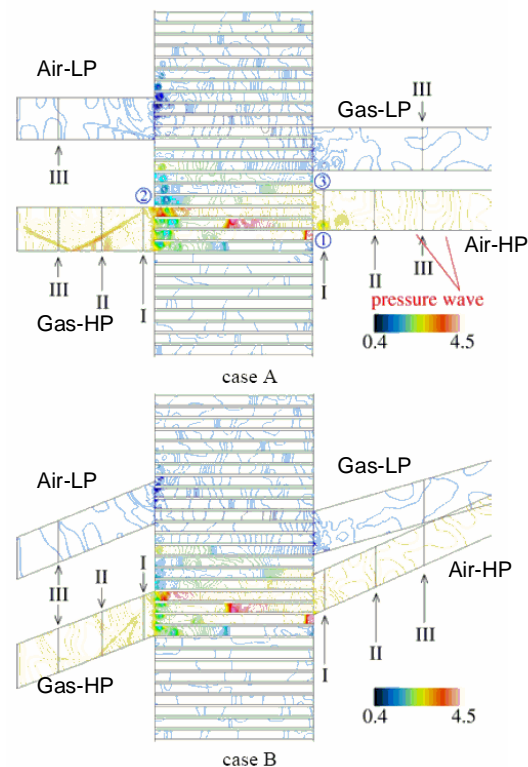 Air-LP
III
Gas-LP
III
②
③
①
Air-HP
III
II
I
Gas-HP
I
II
III
pressure wave
0.4
4.5
case A
Air-LP
Gas-LP
I
II
III
Air-HP
Gas-HP
I
II
III
0.4
4.5
case B